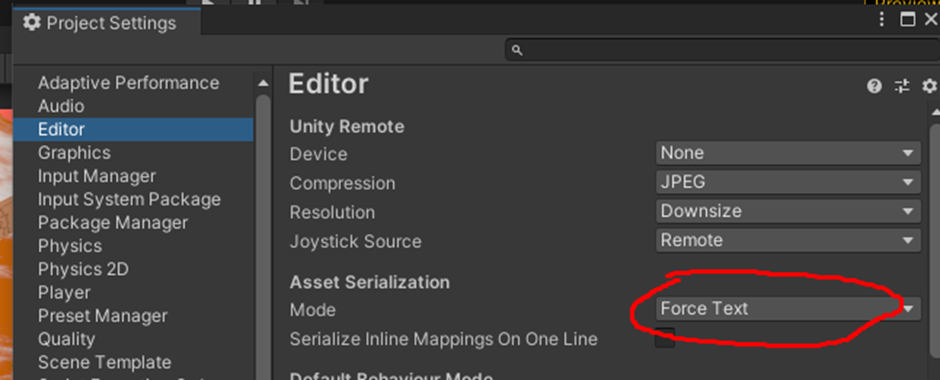 Preview
Project Settings
Adaptive Performance
Audio
Editor
Graphics
Input Manager
Input System Package
Package Manager
Physics
Physics 2D
Player
Preset Manager
Quality
Scene Template
Editor
Unity Remote
Device None
Compression JPEG
Resolution Downsize
Joystick Source Remote
Asset Serialization
Mode Force Text
Serialize Inline Mappings On One Line
Default Behaviour Mode